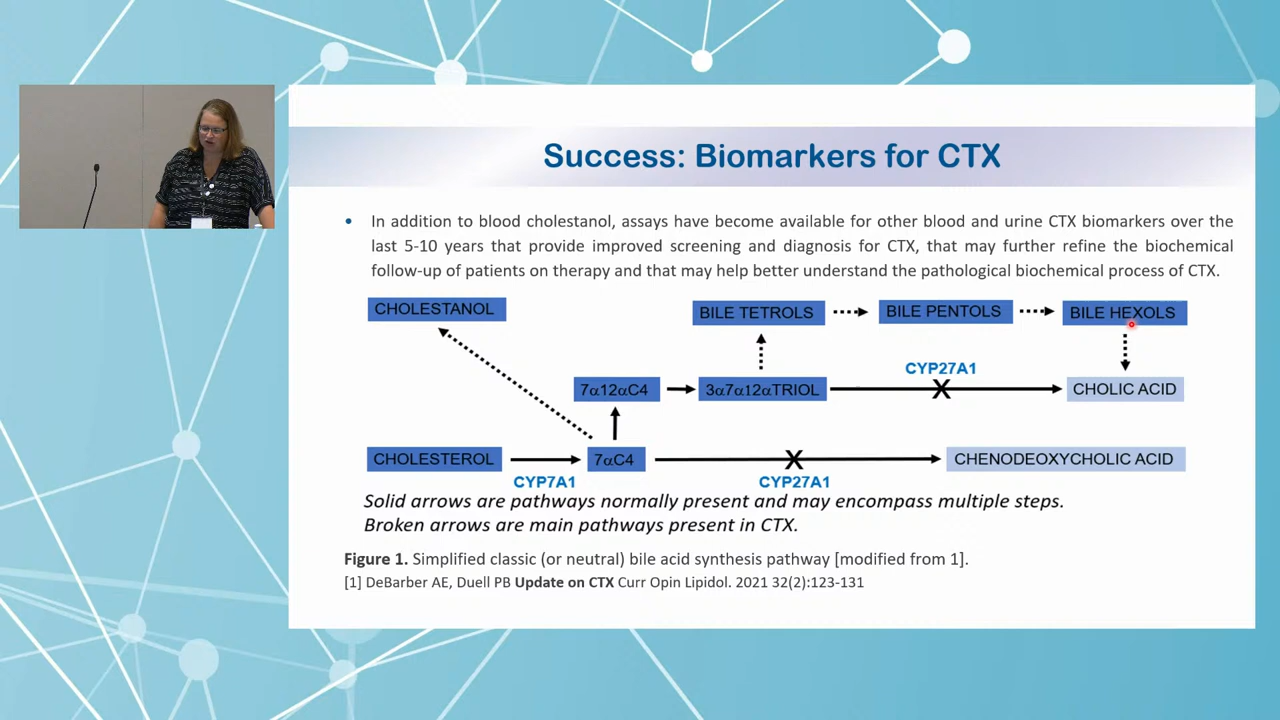 Success: Biomarkers for CTX
• In addition to blood cholestanol, assays have become available for other blood and urine CTX biomarkers over the
last 5-10 years that provide improved screening and diagnosis for CTX, that may further refine the biochemical
follow-up of patients on therapy and that may help better understand the pathological biochemical process of CTX.
CHOLESTANOL
BILE TETROLS
BILE PENTOLS
BILE HEXOLS
CYP27A1
7α12αC4
3α7α12αTRIOL
X
CHOLIC ACID
CHOLESTEROL
7αC4
X
CHENODEOXYCHOLIC ACID
CYP7A1
CYP27A1
Solid arrows are pathways normally present and may encompass multiple steps.
Broken arrows are main pathways present in CTX.
Figure 1. Simplified classic (or neutral) bile acid synthesis pathway [modified from 1].
[1] DeBarber AE, Duell PB Update on CTX Curr Opin Lipidol. 2021 32(2):123-131